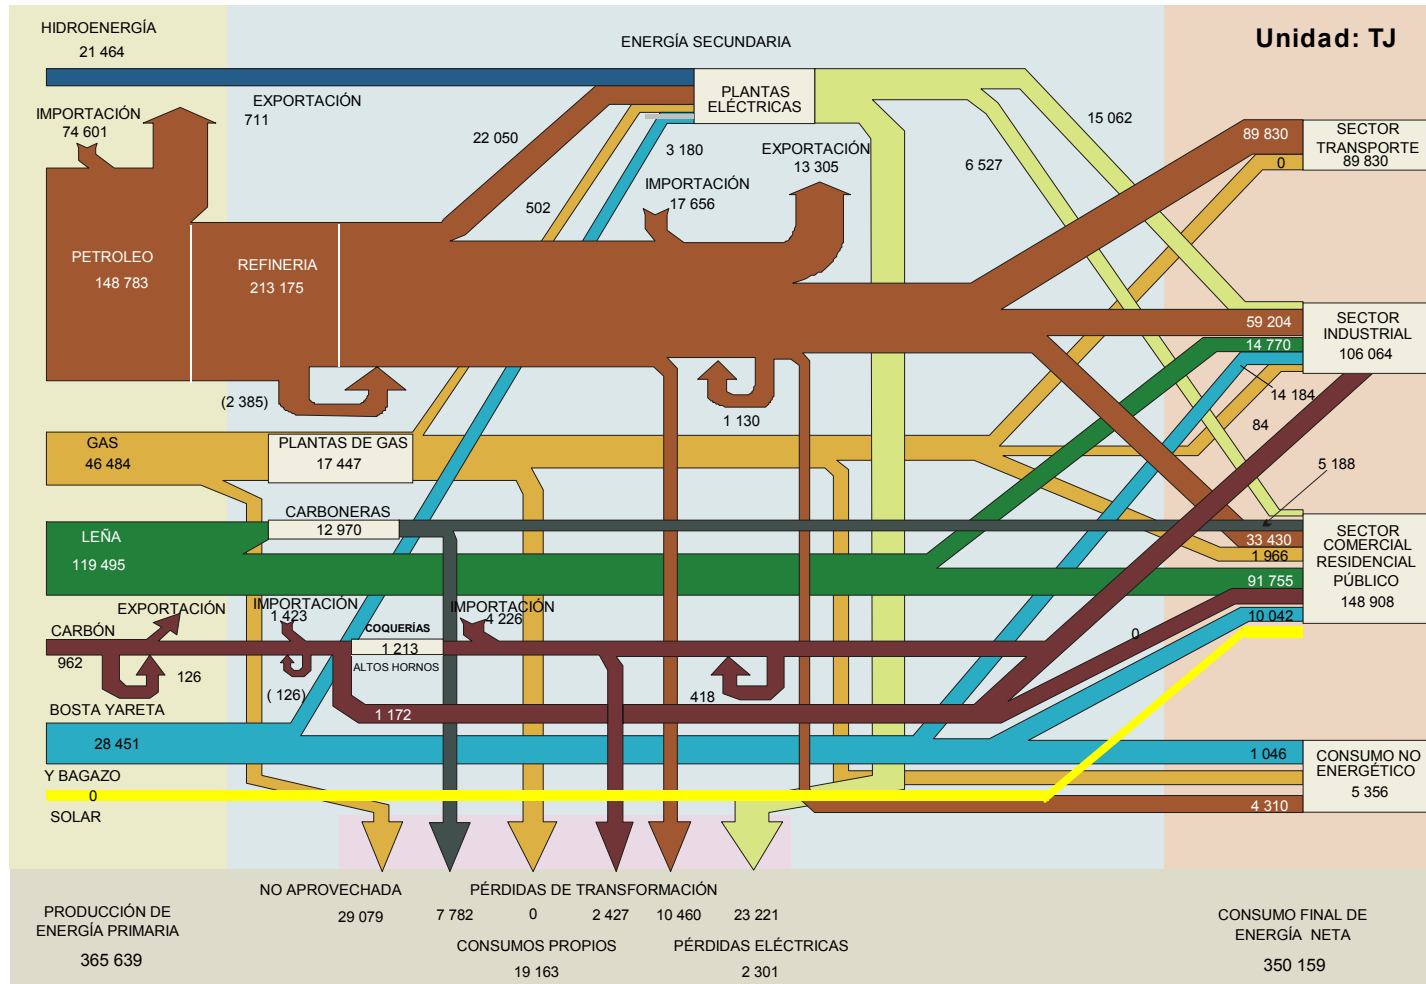 HIDROENERGÍA
21 464
ENERGÍA SECUNDARIA
Unidad: TJ
PLANTAS
ELÉCTRICAS
EXPORTACIÓN
711
IMPORTACIÓN
74 601
22 050
3 180
EXPORTACIÓN
13 305
15 062
6 527
89 830
0
SECTOR
TRANSPORTE
89 830
IMPORTACIÓN
17 656
502
PETROLEO
148 783
REFINERIA
213 175
59 204
14 770
SECTOR
INDUSTRIAL
106 064
(2 385)
1 130
14 184
84
GAS
46 484
PLANTAS DE GAS
17 447
5 188
CARBONERAS
12 970
LEÑA
119 495
33 430
1 966
91 755
10 042
SECTOR
COMERCIAL
RESIDENCIAL
PÚBLICO
148 908
EXPORTACIÓN
IMPORTACIÓN
1 423
IMPORTACIÓN
4 226
CARBÓN
962
126
( 126)
COQUERÍAS
1 213
ALTOS HORNOS
0
418
1 172
BOSTA YARETA
28 451
Y BAGAZO
1 046
CONSUMO NO
ENERGÉTICO
5 356
0
SOLAR
4 310
NO APROVECHADA
29 079
PÉRDIDAS DE TRANSFORMACIÓN
7 782
0
2 427
10 460
23 221
PRODUCCIÓN DE
ENERGÍA PRIMARIA
365 639
CONSUMOS PROPIOS
19 163
PÉRDIDAS ELÉCTRICAS
2 301
CONSUMO FINAL DE
ENERGÍA NETA
350 159